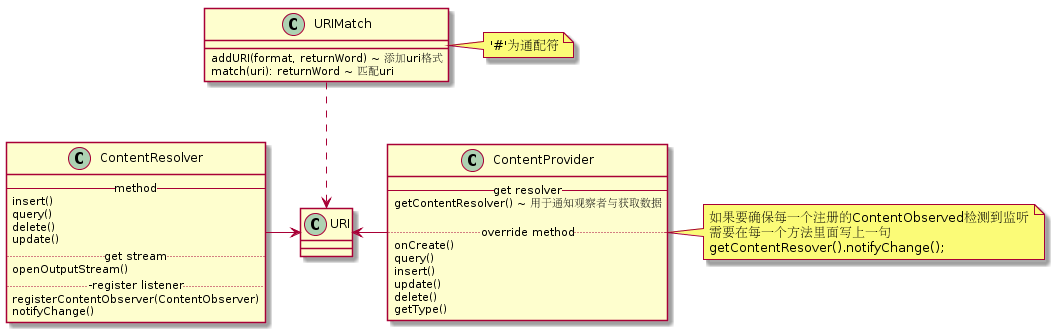 C URIMatch
addURI(format, returnWord) ~ 添加uri格式
match(uri): returnWord ~ 匹配uri
'#'为通配符
C ContentResolver
method
insert()
query()
delete()
update()
get stream
openOutputStream()
-register listener
registerContentObserver(ContentObserver)
notifyChange()
C URI
C ContentProvider
get resolver
getContentResolver() ~ 用于通知观察者与获取数据
override method
onCreate()
query()
insert()
update()
delete()
getType()
如果要确保每一个注册的ContentObserved检测到监听
需要在每一个方法里面写上一句
getContentResover().notifyChange();